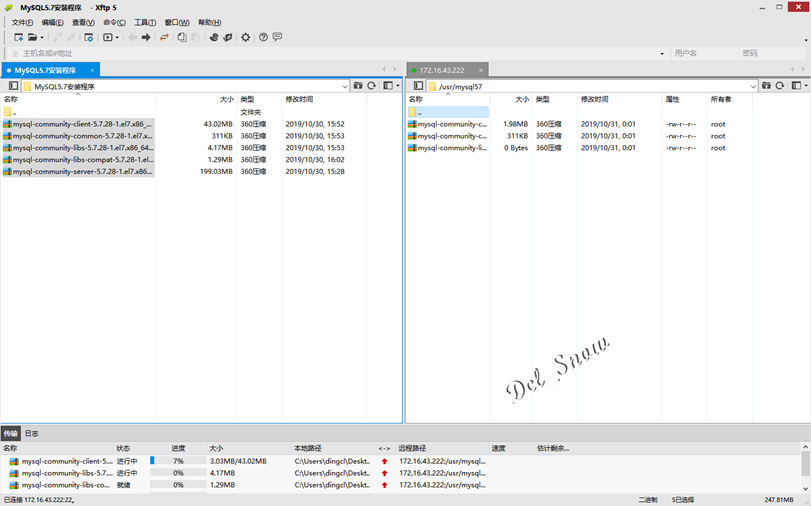 MySQL5.7安装程序 - Xftp 5
文件(F) 编辑(E) 查看(V) 命令(C) 工具(T) 窗口(W) 帮助(H)
主机名或IP地址 用户名 密码
MySQL5.7安装程序 × 172.16.43.222 ×
MySQL5.7安装程序 /usr/mysql57
名称 大小 类型 修改时间 名称 大小 类型 修改时间 属性 所有者
.. 文件夹 ..
mysql-community-client-5.7.28-1.el7.x86_... 43.02MB 360压缩 2019/10/30, 15:52 mysql-community-c... 1.98MB 360压缩 2019/10/31, 0:01 -rw-r--r-- root
mysql-community-common-5.7.28-1.el7.x... 311KB 360压缩 2019/10/30, 15:53 mysql-community-c... 311KB 360压缩 2019/10/31, 0:01 -rw-r--r-- root
mysql-community-libs-5.7.28-1.el7.x86_64... 4.17MB 360压缩 2019/10/30, 15:53 mysql-community-li... 0 Bytes 360压缩 2019/10/31, 0:01 -rw-r--r-- root
mysql-community-libs-compat-5.7.28-1.el... 1.29MB 360压缩 2019/10/30, 16:02
mysql-community-server-5.7.28-1.el7.x86... 199.03MB 360压缩 2019/10/30, 15:28
Del_Snow
传输 日志
名称 状态 进度 大小 本地路径 <-> 远程路径 速度 估计剩余...
mysql-community-client-5.... 进行中 7% 3.03MB/43.02MB C:\Users\dingcl\Deskt... 172.16.43.222:/usr/mysql...
mysql-community-libs-5.7.... 进行中 0% 4.17MB C:\Users\dingcl\Deskt... 172.16.43.222:/usr/mysql...
mysql-community-libs-co... 就绪 0% 1.29MB C:\Users\dingcl\Deskt... 172.16.43.222:/usr/mysql...
已连接 172.16.43.222:22。 二进制 5已选择 247.81MB